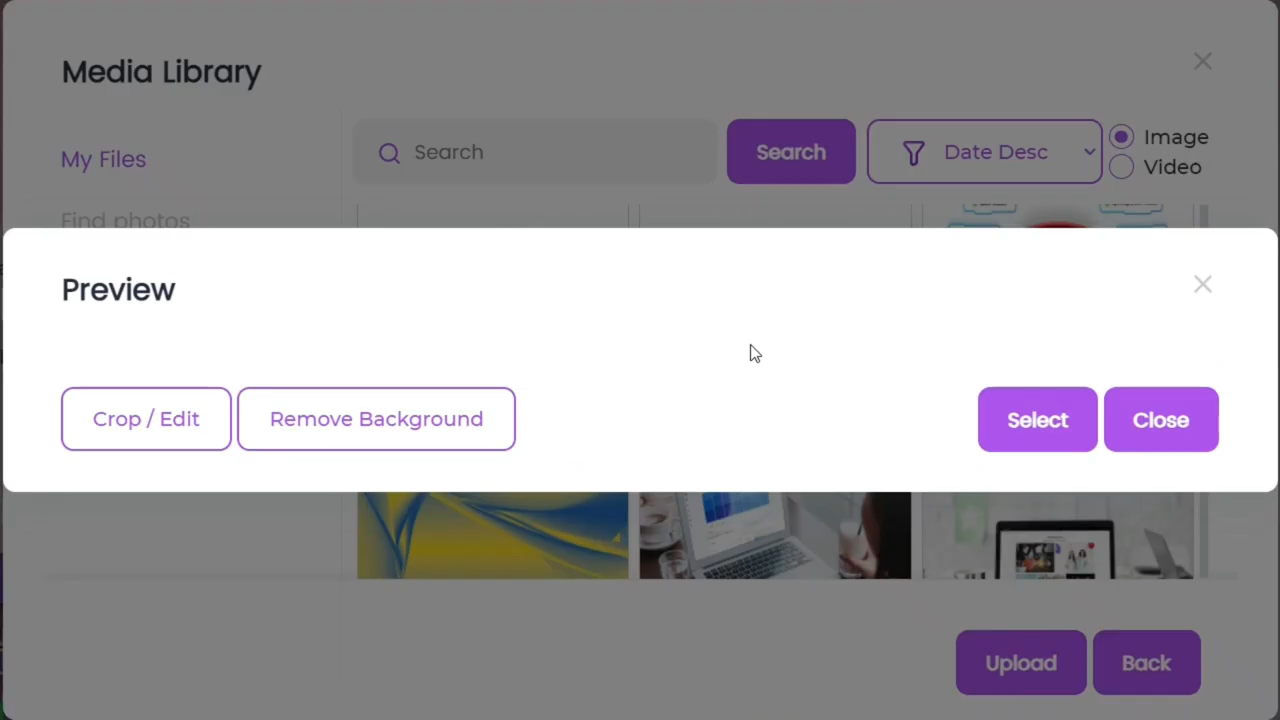 Media Library
My Files
Search
Search
Date Desc
Image
Video
Find photos
Preview
Crop / Edit
Remove Background
Select
Close
Upload
Back